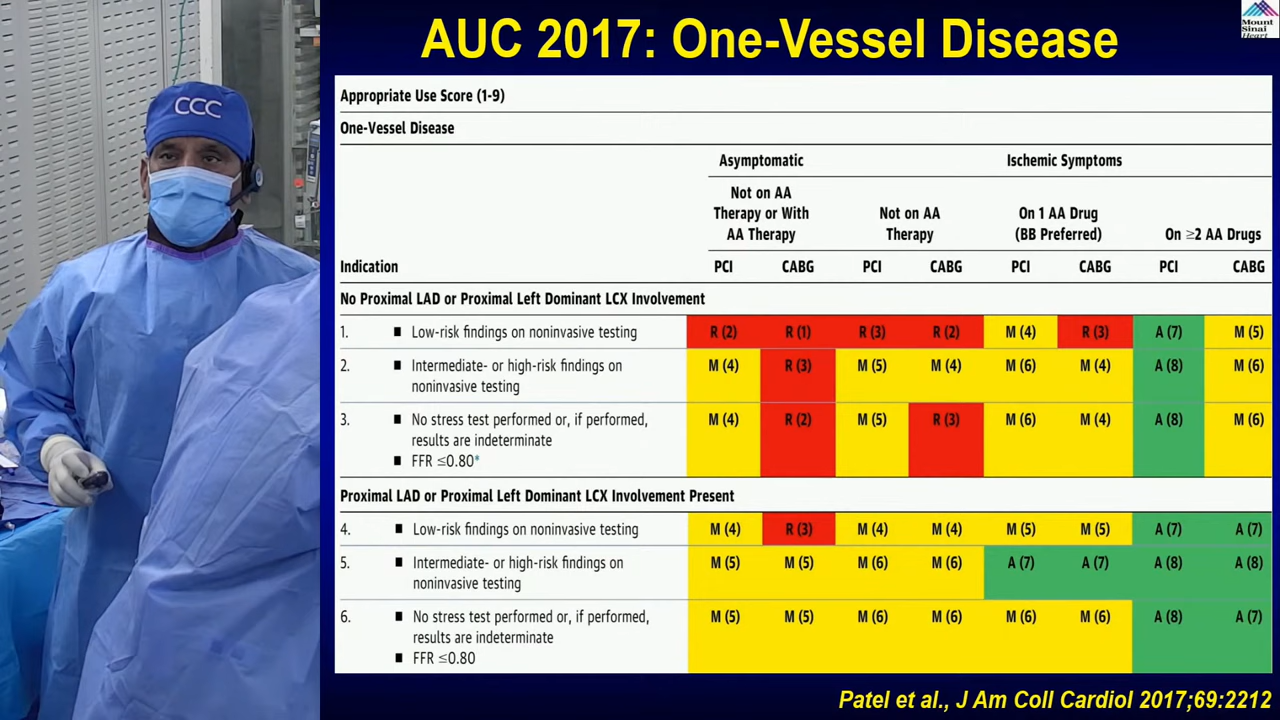 CCC
AUC 2017: One-Vessel Disease
Mount
Sinai
Heart
Appropriate Use Score (1-9)
One-Vessel Disease
Asymptomatic Ischemic Symptoms
Not on AA
Therapy or With
AA Therapy
Not on AA
Therapy
On 1 AA Drug
(BB Preferred)
On ≥2 AA Drugs
Indication PCI CABG PCI CABG PCI CABG PCI CABG
No Proximal LAD or Proximal Left Dominant LCX Involvement
1. ■ Low-risk findings on noninvasive testing R (2) R (1) R (3) R (2) M (4) R (3) A (7) M (5)
2. ■ Intermediate- or high-risk findings on M (4) R (3) M (5) M (4) M (6) M (4) A (8) M (6)
noninvasive testing
3. ■ No stress test performed or, if performed, M (4) R (2) M (5) R (3) M (6) M (4) A (8) M (6)
results are indeterminate
■ FFR ≤0.80*
Proximal LAD or Proximal Left Dominant LCX Involvement Present
4. ■ Low-risk findings on noninvasive testing M (4) R (3) M (4) M (4) M (5) M (5) A (7) A (7)
5. ■ Intermediate- or high-risk findings on M (5) M (5) M (6) M (6) A (7) A (7) A (8) A (8)
noninvasive testing
6. ■ No stress test performed or, if performed, M (5) M (5) M (6) M (6) M (6) M (6) A (8) A (7)
results are indeterminate
■ FFR ≤0.80
Patel et al., J Am Coll Cardiol 2017;69:2212